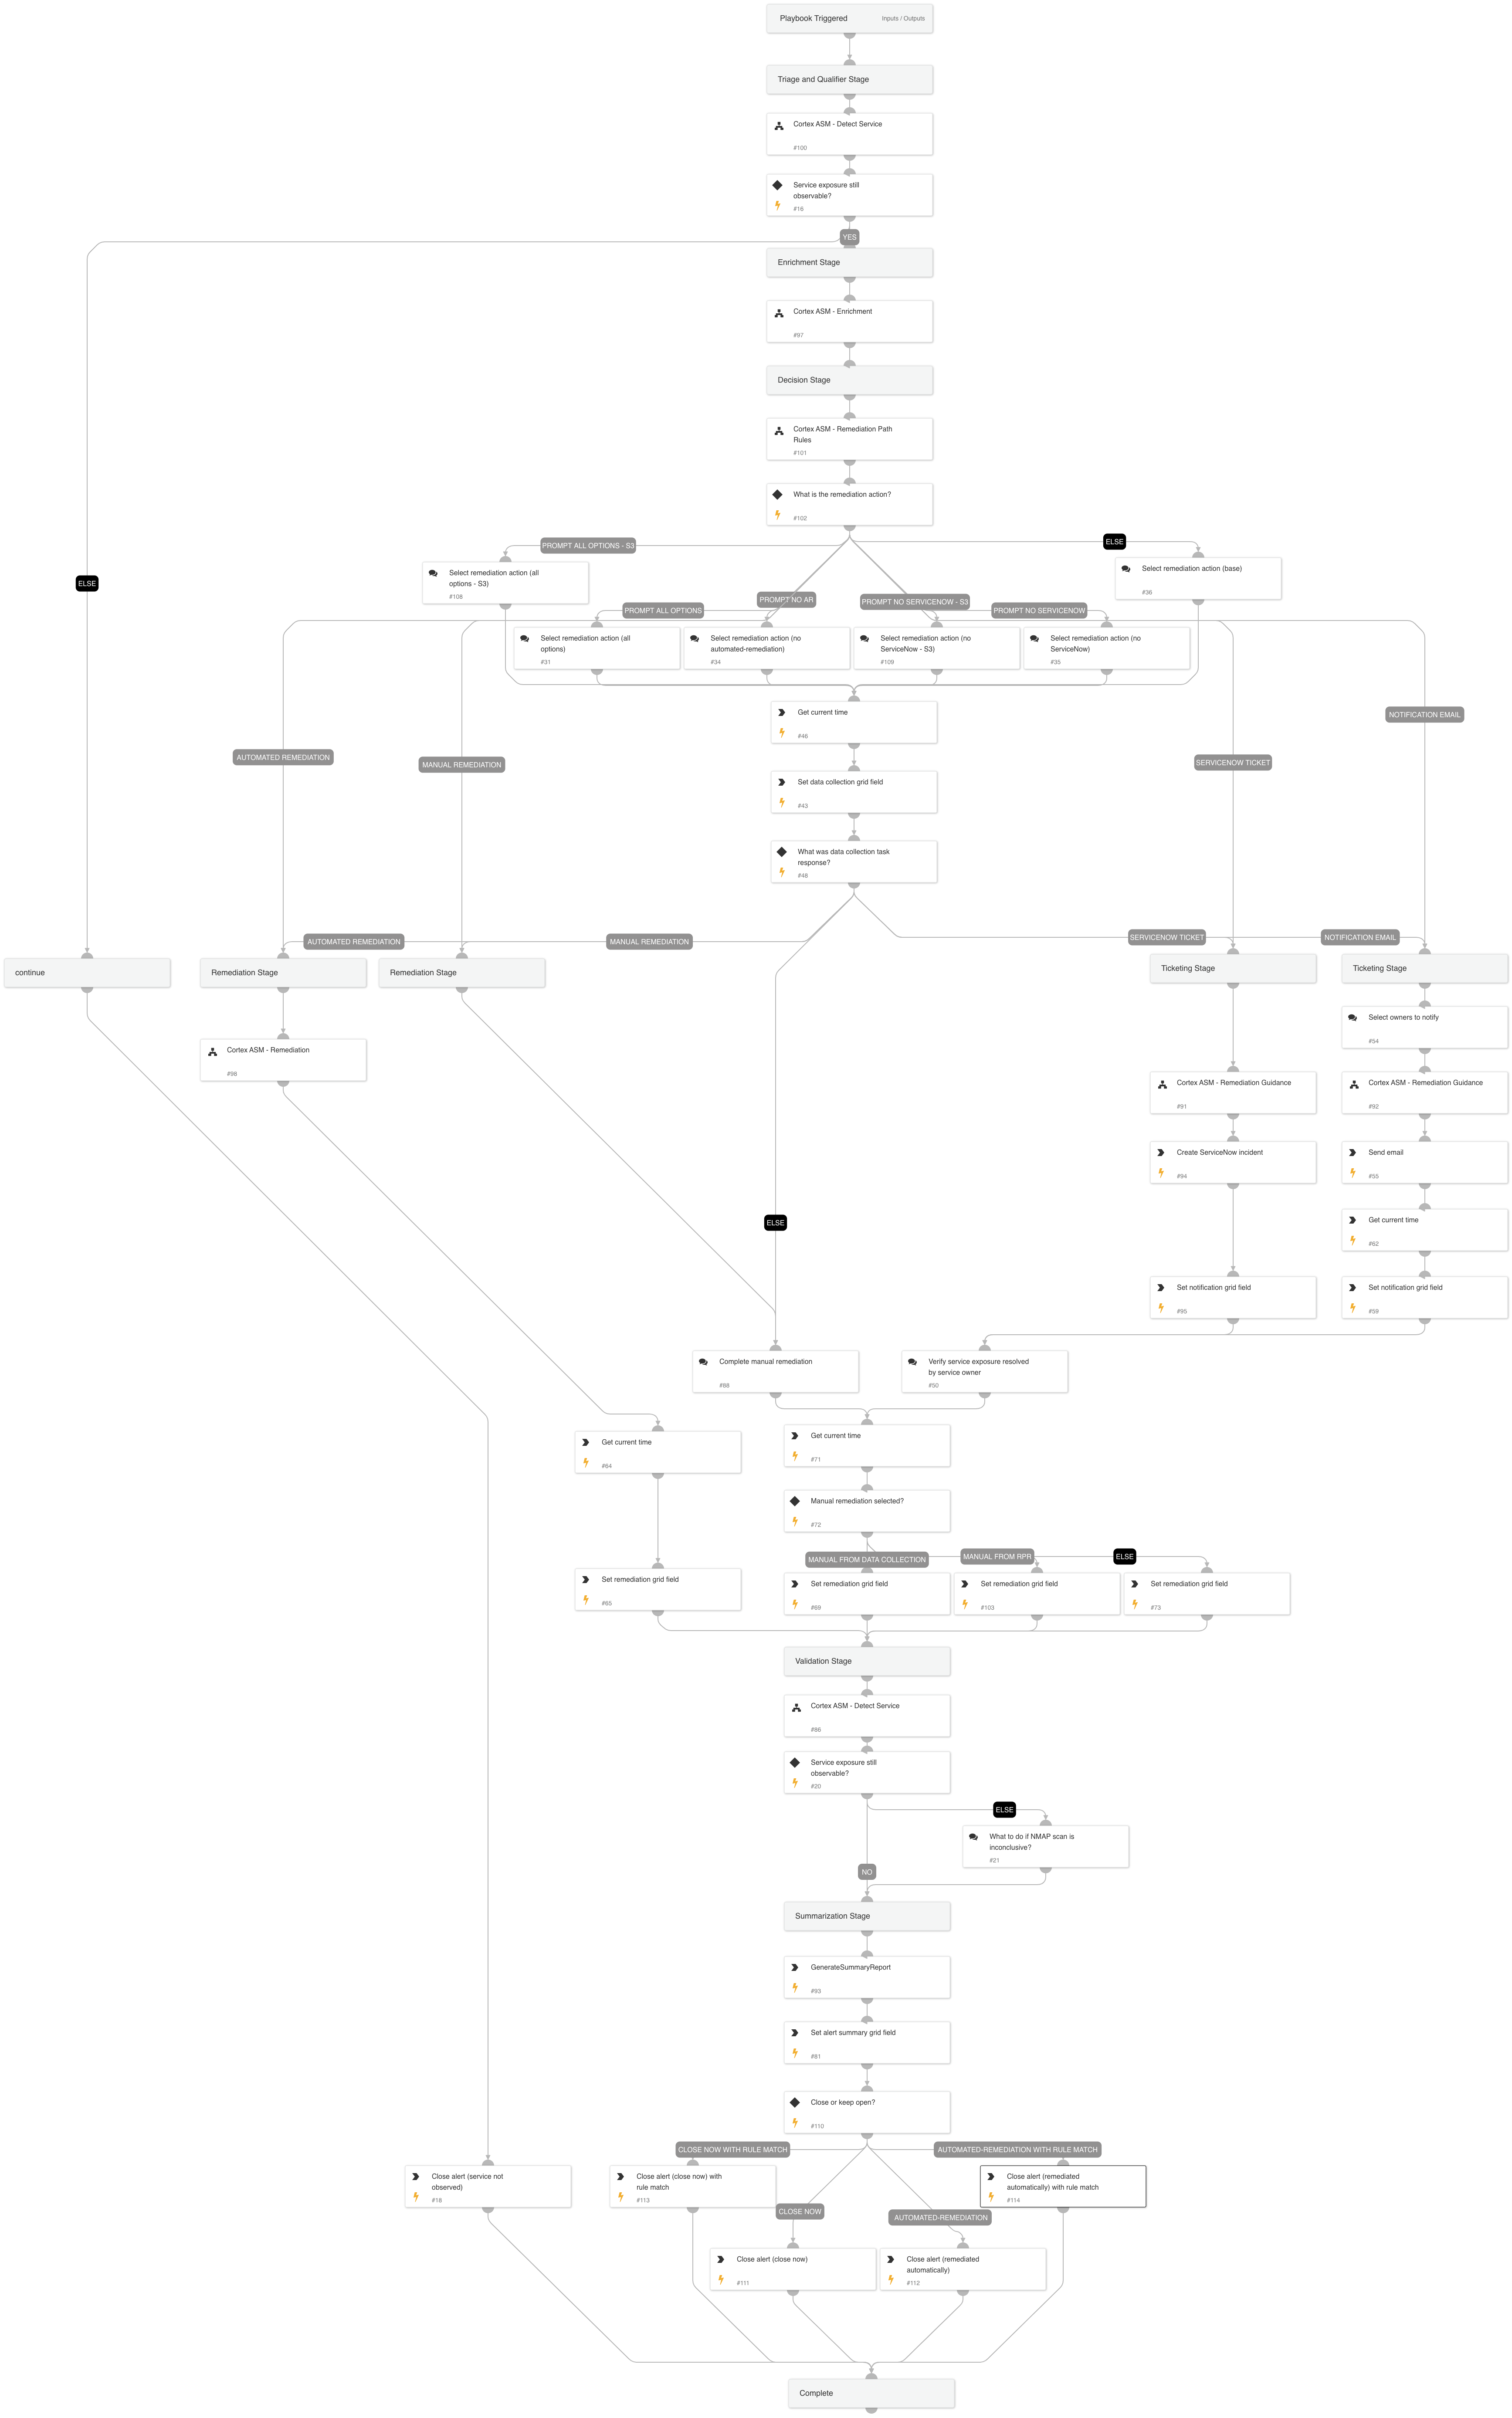 Playbook Triggered
Inputs / Outputs
Triage and Qualifier Stage
Cortex ASM - Detect Service
#100
Service exposure still
observable?
#16
YES
Enrichment Stage
Cortex ASM - Enrichment
#97
Decision Stage
Cortex ASM - Remediation Path
Rules
#101
What is the remediation action?
#102
PROMPT ALL OPTIONS - S3
ELSE
Select remediation action (all
options - S3)
#108
Select remediation action (base)
#36
ELSE
PROMPT NO AR
PROMPT NO SERVICENOW - S3
PROMPT ALL OPTIONS
PROMPT NO SERVICENOW
Select remediation action (all
options)
#31
Select remediation action (no
automated-remediation)
#34
Select remediation action (no
ServiceNow - S3)
#109
Select remediation action (no
ServiceNow)
#35
Get current time
#46
NOTIFICATION EMAIL
AUTOMATED REMEDIATION
MANUAL REMEDIATION
SERVICENOW TICKET
Set data collection grid field
#43
What was data collection task
response?
#48
AUTOMATED REMEDIATION
MANUAL REMEDIATION
SERVICENOW TICKET
NOTIFICATION EMAIL
continue
Remediation Stage
Remediation Stage
Ticketing Stage
Ticketing Stage
Select owners to notify
#54
Cortex ASM - Remediation
#98
Cortex ASM - Remediation Guidance
#91
Cortex ASM - Remediation Guidance
#92
Create ServiceNow incident
#94
Send email
#55
ELSE
Get current time
#62
Set notification grid field
#95
Set notification grid field
#59
Complete manual remediation
#88
Verify service exposure resolved
by service owner
#50
Get current time
#64
Get current time
#71
Manual remediation selected?
#72
MANUAL FROM DATA COLLECTION
MANUAL FROM RPR
ELSE
Set remediation grid field
#65
Set remediation grid field
#69
Set remediation grid field
#103
Set remediation grid field
#73
Validation Stage
Cortex ASM - Detect Service
#86
Service exposure still
observable?
#20
ELSE
What to do if NMAP scan is
inconclusive?
#21
NO
Summarization Stage
GenerateSummaryReport
#93
Set alert summary grid field
#81
Close or keep open?
#110
CLOSE NOW WITH RULE MATCH
AUTOMATED-REMEDIATION WITH RULE MATCH
Close alert (service not
observed)
#18
Close alert (close now) with
rule match
#113
Close alert (remediated
automatically) with rule match
#114
CLOSE NOW
AUTOMATED-REMEDIATION
Close alert (close now)
#111
Close alert (remediated
automatically)
#112
Complete